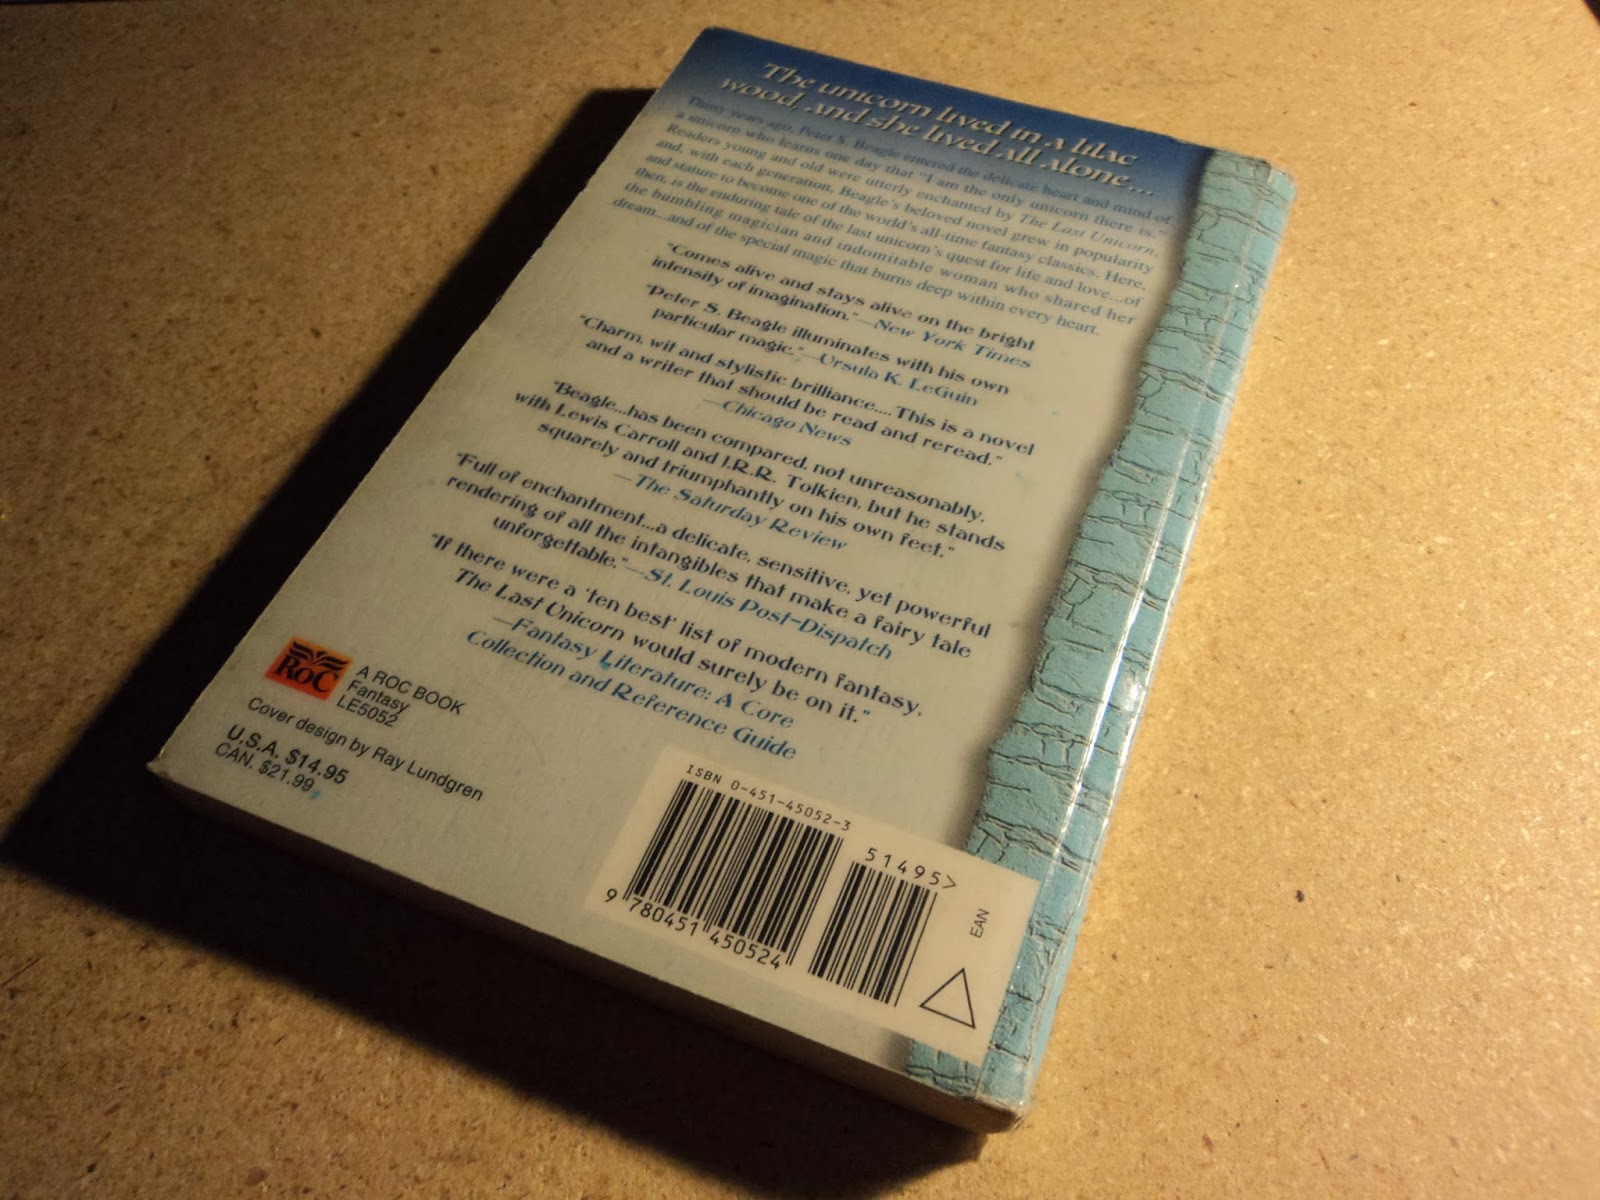 The unicorn lived in a lilac
wood, and she lived all alone...
Thirty years ago, Peter S. Beagle entered the delicate heart and mind of
a unicorn who learns one day that "I am the only unicorn there is."
Readers young and old were utterly enchanted by The Last Unicorn,
and, with each generation, Beagle's beloved novel grew in popularity
and stature to become one of the world's all-time fantasy classics. Here,
then, is the enduring tale of the last unicorn's quest for life and love...of
the bumbling magician and indomitable woman who shared her
dream...and of the special magic that burns deep within every heart.
"Comes alive and stays alive on the bright
intensity of imagination."—New York Times
"Peter S. Beagle illuminates with his own
particular magic."—Ursula K. LeGuin
"Charm, wit and stylistic brilliance.... This is a novel
and a writer that should be read and reread."
—Chicago News
"Beagle...has been compared, not unreasonably,
with Lewis Carroll and J.R.R. Tolkien, but he stands
squarely and triumphantly on his own feet."
—The Saturday Review
"Full of enchantment...a delicate, sensitive, yet powerful
rendering of all the intangibles that make a fairy tale
unforgettable."—St. Louis Post-Dispatch
"If there were a 'ten best' list of modern fantasy,
The Last Unicorn would surely be on it."
—Fantasy Literature: A Core
Collection and Reference Guide
ROC
A ROC BOOK
Fantasy
LE5052
Cover design by Ray Lundgren
U.S.A. $14.95
CAN. $21.99
ISBN 0-451-45052-3
51495>
9 780451 450524
EAN